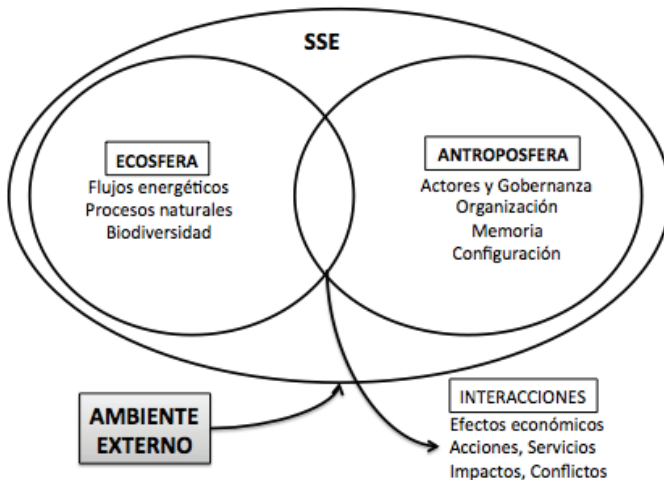 SSE
ECOSFERA
Flujos energéticos
Procesos naturales
Biodiversidad
ANTROPOSFERA
Actores y Gobernanza
Organización
Memoria
Configuración
AMBIENTE
EXTERNO
INTERACCIONES
Efectos económicos
Acciones, Servicios
Impactos, Conflictos